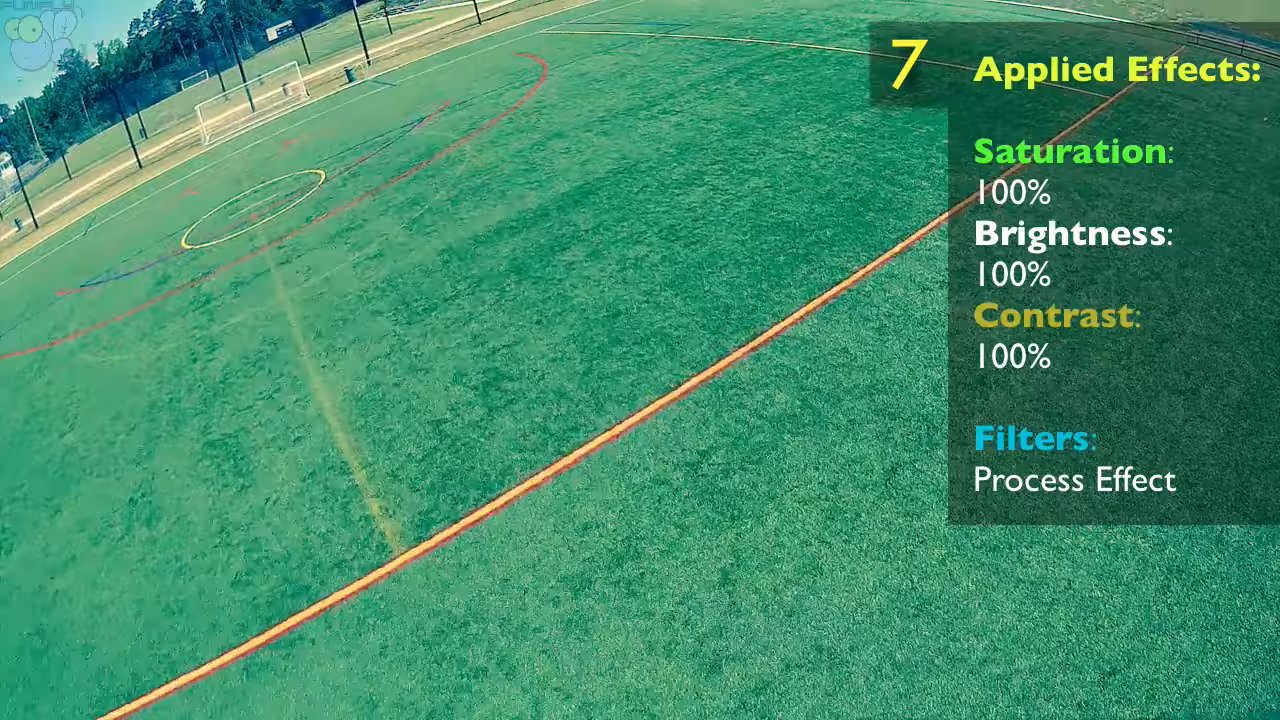 7
Applied Effects:
Saturation:
100%
Brightness:
100%
Contrast:
100%
Filters:
Process Effect